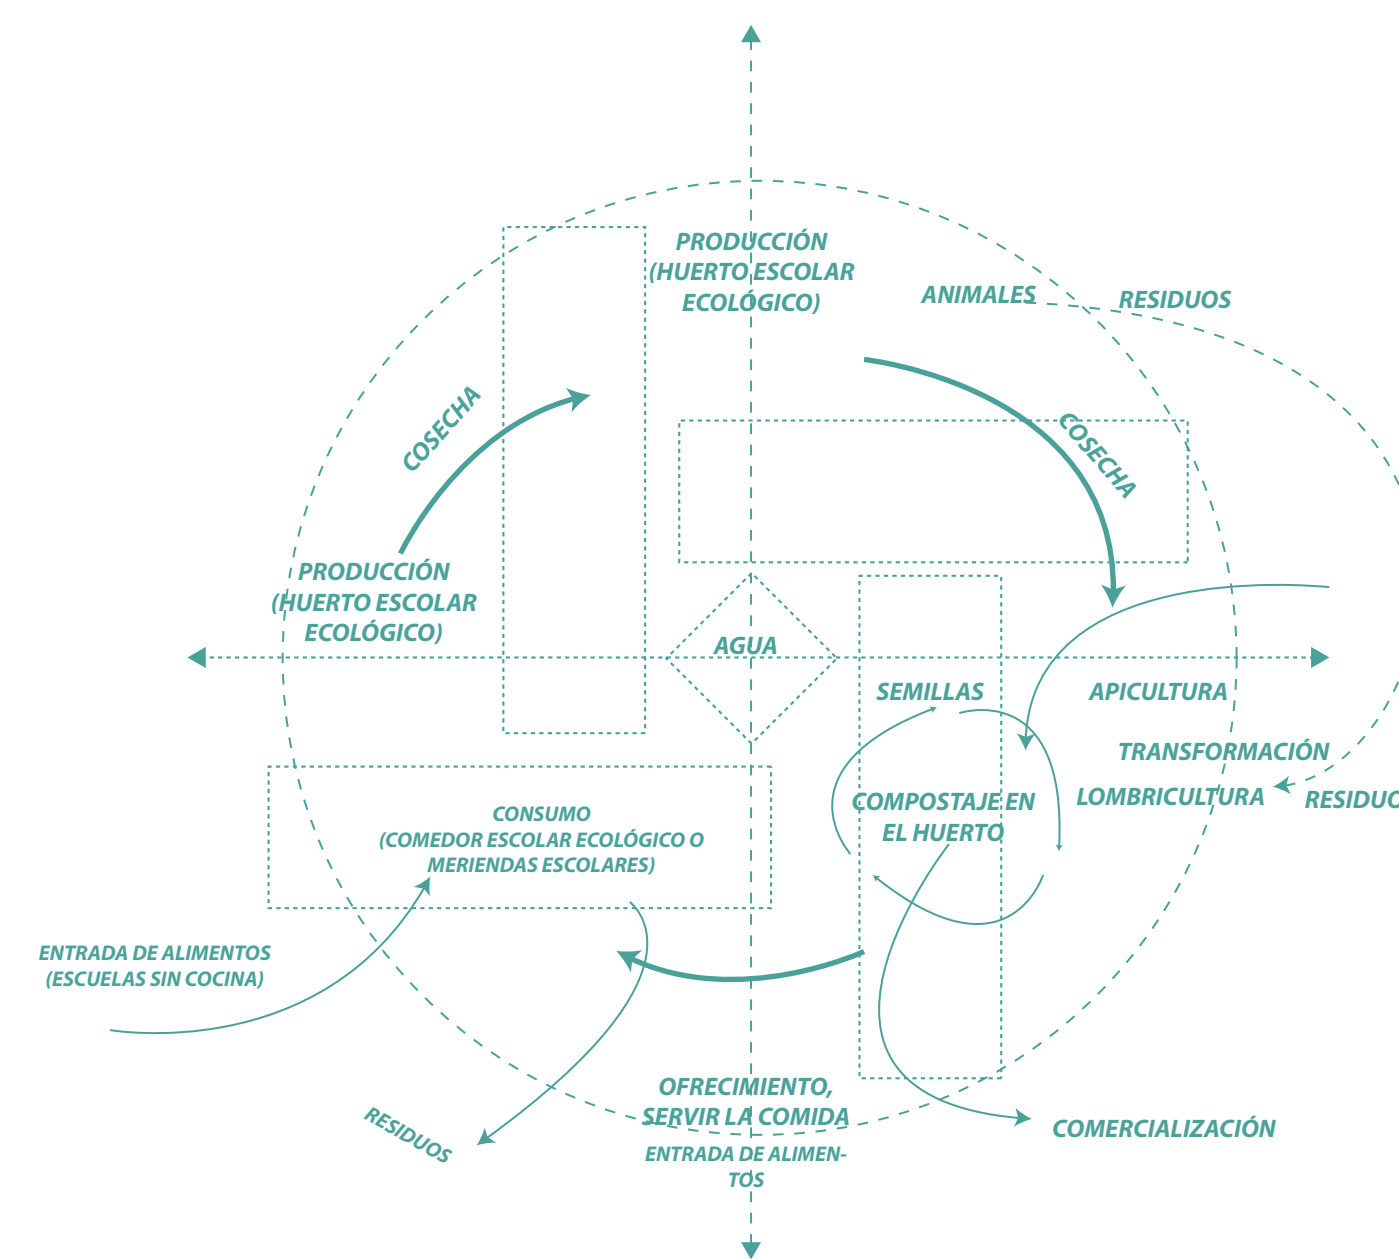 PRODUCCIÓN
(HUERTO ESCOLAR
ECOLÓGICO)
ANIMALES
RESIDUOS
COSECHA
COSECHA
PRODUCCIÓN
(HUERTO ESCOLAR
ECOLÓGICO)
AGUA
SEMILLAS
APICULTURA
TRANSFORMACIÓN
LOMBRICULTURA
RESIDUO
COMPOSTAJE EN
EL HUERTO
CONSUMO
(COMEDOR ESCOLAR ECOLÓGICO O
MERIENDAS ESCOLARES)
ENTRADA DE ALIMENTOS
(ESCUELAS SIN COCINA)
RESIDUOS
OFRECIMIENTO,
SERVIR LA COMIDA
ENTRADA DE ALIMEN-
TOS
COMERCIALIZACIÓN